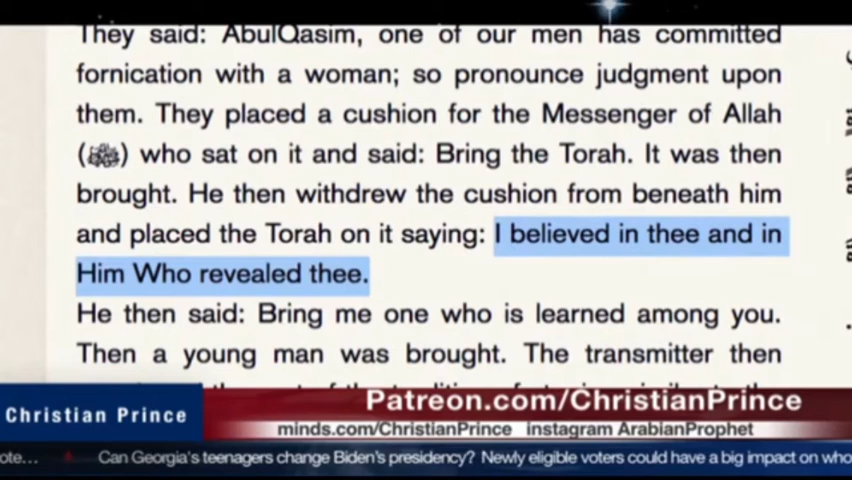 They said: AbulQasim, one of our men has committed
fornication with a woman; so pronounce judgment upon
them. They placed a cushion for the Messenger of Allah
(ﷺ) who sat on it and said: Bring the Torah. It was then
brought. He then withdrew the cushion from beneath him
and placed the Torah on it saying: I believed in thee and in
Him Who revealed thee.
He then said: Bring me one who is learned among you.
Then a young man was brought. The transmitter then
Christian Prince
Patreon.com/ChristianPrince
minds.com/ChristianPrince instagram ArabianProphet
ote... Can Georgia's teenagers change Biden's presidency? Newly eligible voters could have a big impact on who